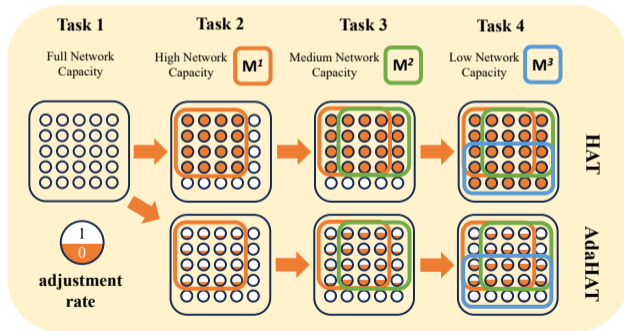 Task 1
Task 2
Task 3
Task 4
Full Network
Capacity
High Network
Capacity
M¹
Medium Network
Capacity
M²
Low Network
Capacity
M³
HAT
1
0
adjustment
rate
AdaHAT